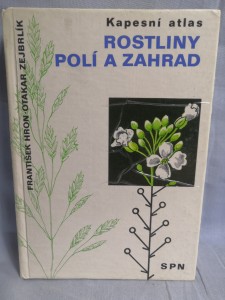 Kapesní atlas
ROSTLINY
POLÍ A ZAHRAD
FRANTIŠEK HRON·OTAKAR ZEJBRLÍK
SPN